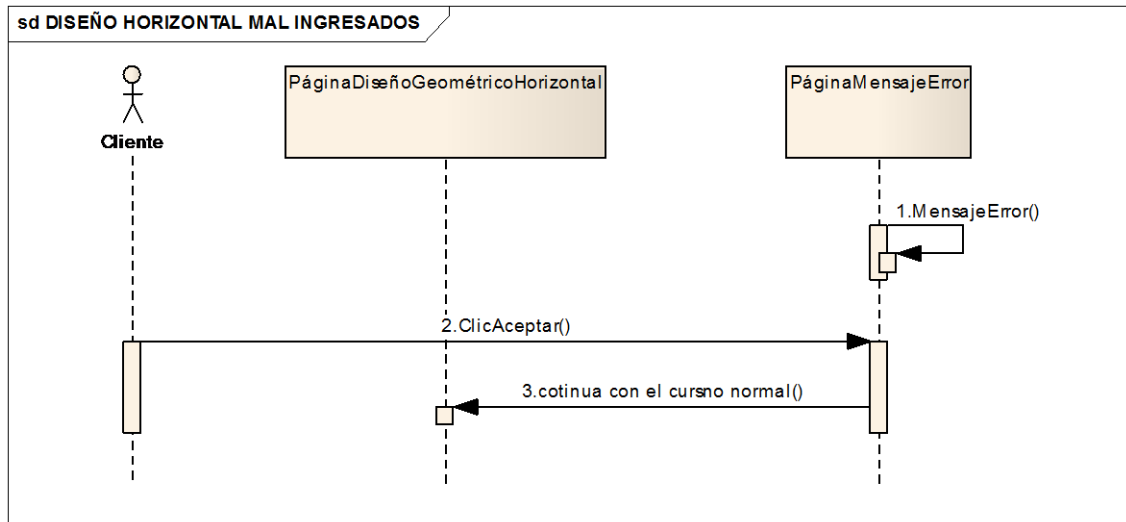 sd DISEÑO HORIZONTAL MAL INGRESADOS
Cliente
PáginaDiseñoGeométricoHorizontal
PáginaMensajeError
1.MensajeError()
2.ClicAceptar()
3.cotinua con el cursno normal()